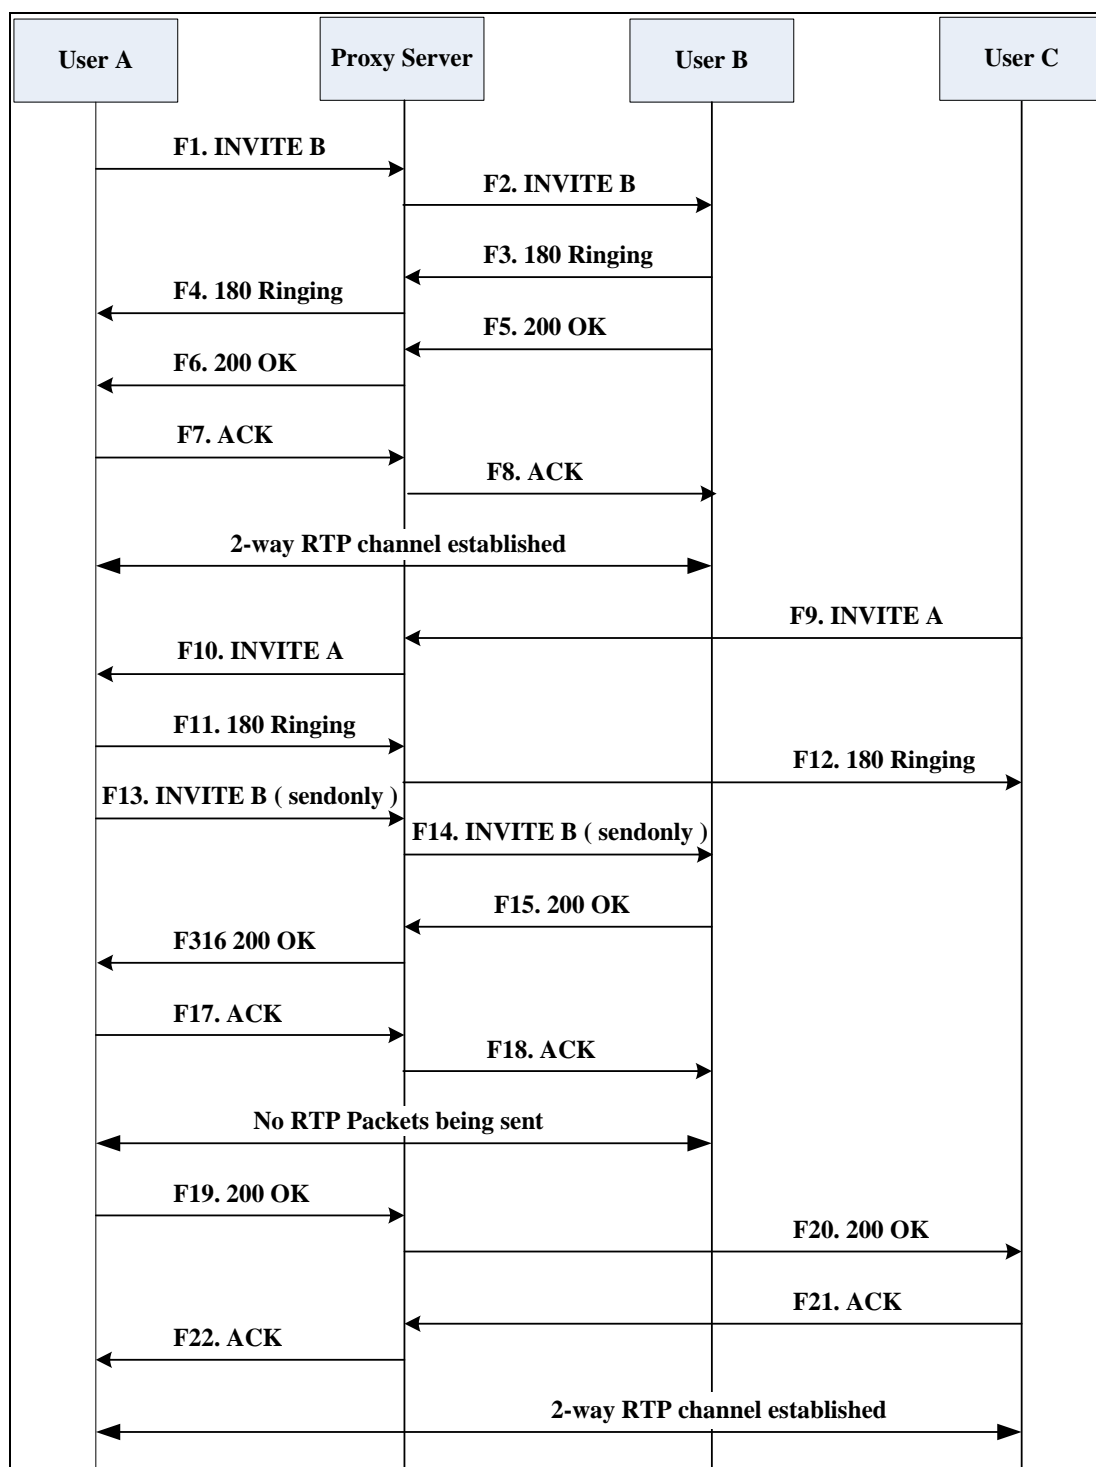 User A
Proxy Server
User B
User C
F1. INVITE B
F2. INVITE B
F3. 180 Ringing
F4. 180 Ringing
F5. 200 OK
F6. 200 OK
F7. ACK
F8. ACK
2-way RTP channel established
F9. INVITE A
F10. INVITE A
F11. 180 Ringing
F12. 180 Ringing
F13. INVITE B ( sendonly )
F14. INVITE B ( sendonly )
F15. 200 OK
F316 200 OK
F17. ACK
F18. ACK
No RTP Packets being sent
F19. 200 OK
F20. 200 OK
F21. ACK
F22. ACK
2-way RTP channel established